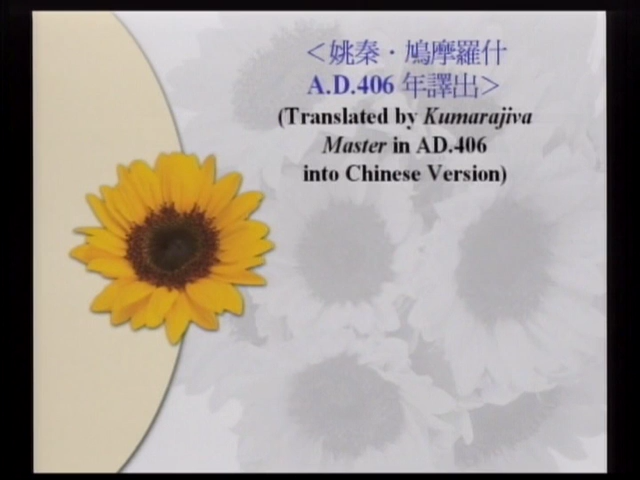 ＜姚秦．鳩摩羅什
A.D.406 年譯出＞
(Translated by Kumarajiva
Master in AD.406
into Chinese Version)